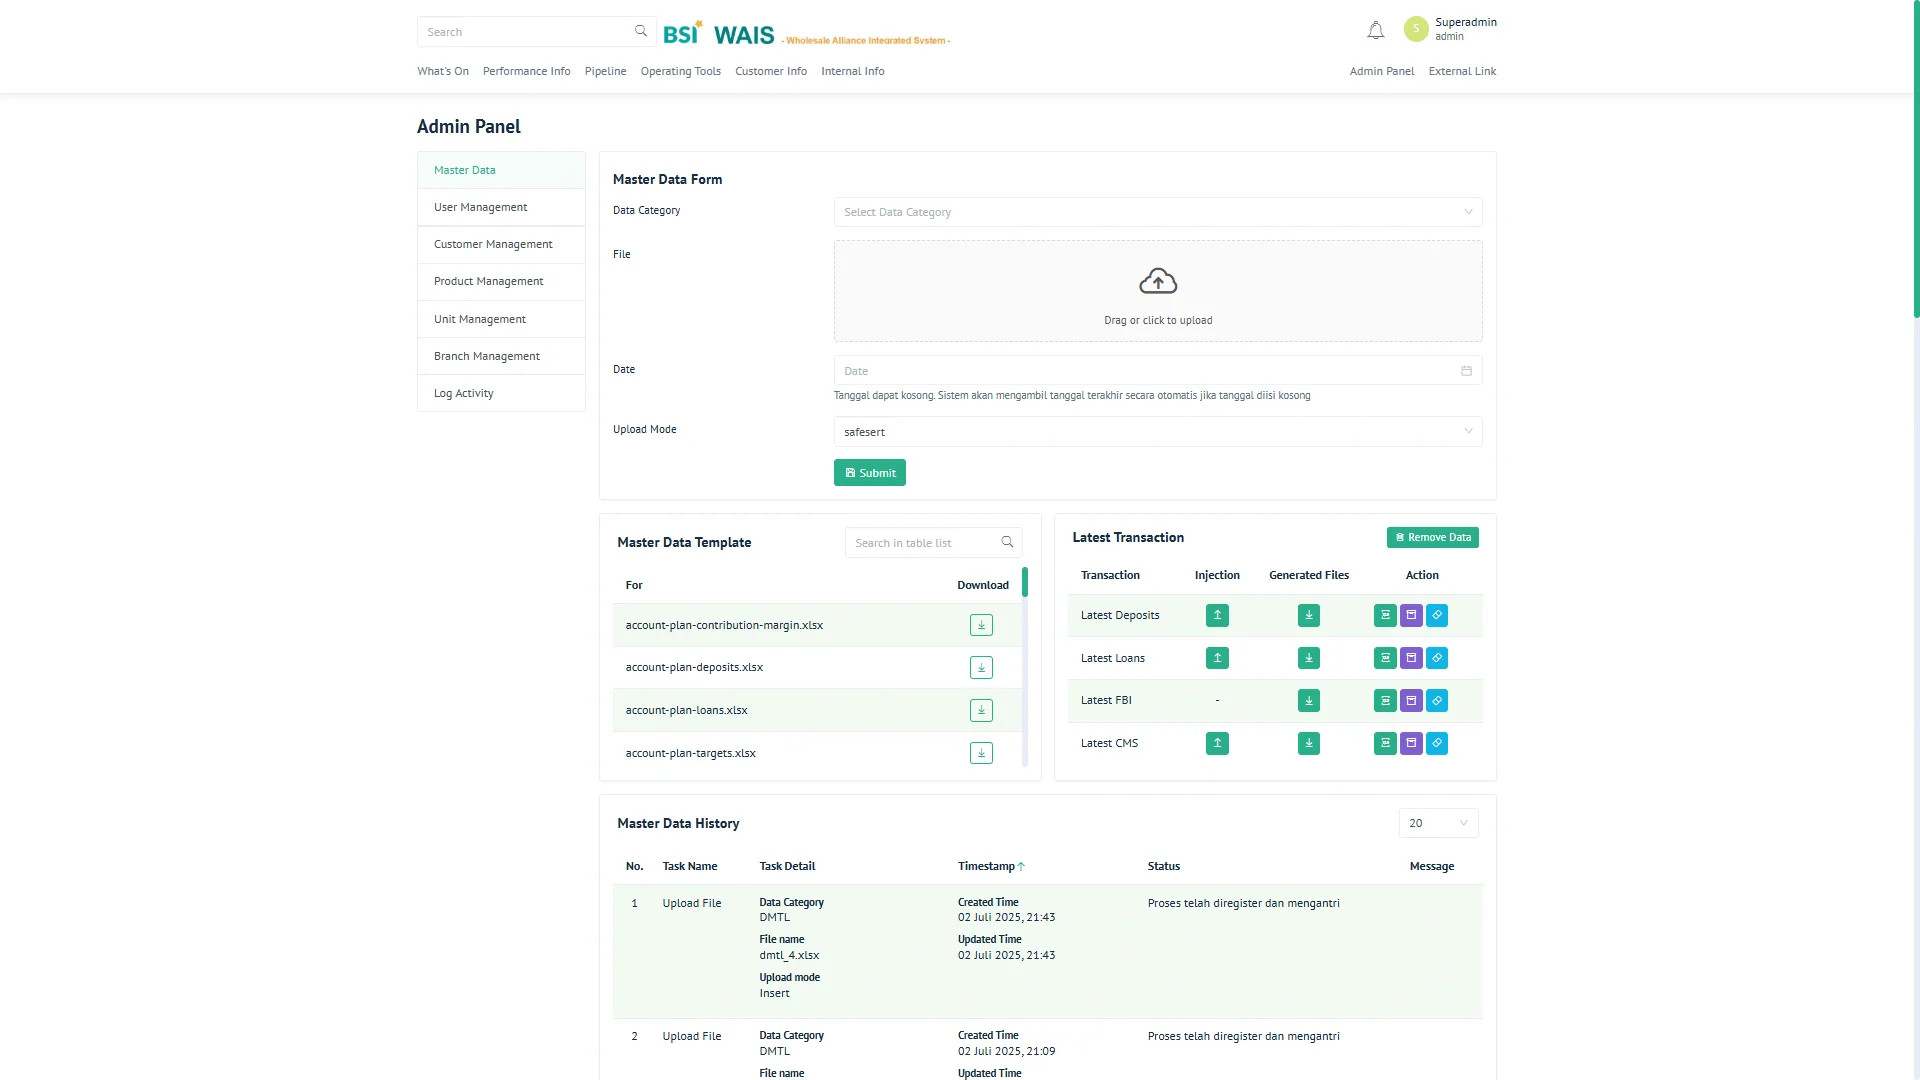 Search
BSI WAIS - Wholesale Alliance Integrated System -
S
Superadmin
admin
What's On Performance Info Pipeline Operating Tools Customer Info Internal Info
Admin Panel External Link
Admin Panel
Master Data
User Management
Customer Management
Product Management
Unit Management
Branch Management
Log Activity
Master Data Form
Data Category
Select Data Category
File
Drag or click to upload
Date
Date
Tanggal dapat kosong. Sistem akan mengambil tanggal terakhir secara otomatis jika tanggal diisi kosong
Upload Mode
safesert
Submit
Master Data Template
Search in table list
For Download
account-plan-contribution-margin.xlsx
account-plan-deposits.xlsx
account-plan-loans.xlsx
account-plan-targets.xlsx
Latest Transaction
Remove Data
Transaction Injection Generated Files Action
Latest Deposits
Latest Loans
Latest FBI -
Latest CMS
Master Data History
20
No. Task Name Task Detail Timestamp Status Message
1 Upload File Data Category Created Time Proses telah diregister dan mengantri
DMTL 02 Juli 2025, 21:43
File name Updated Time
dmtl_4.xlsx 02 Juli 2025, 21:43
Upload mode
Insert
2 Upload File Data Category Created Time Proses telah diregister dan mengantri
DMTL 02 Juli 2025, 21:09
File name Updated Time